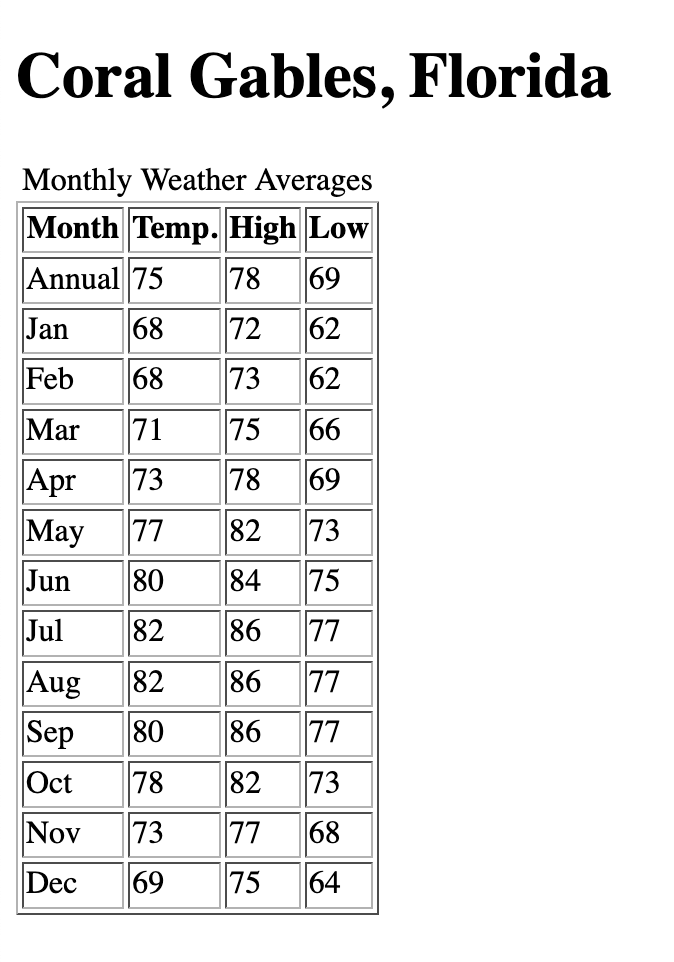 Coral Gables, Florida
Monthly Weather Averages
Month Temp. High Low
Annual 75 78 69
Jan 68 72 62
Feb 68 73 62
Mar 71 75 66
Apr 73 78 69
May 77 82 73
Jun 80 84 75
Jul 82 86 77
Aug 82 86 77
Sep 80 86 77
Oct 78 82 73
Nov 73 77 68
Dec 69 75 64